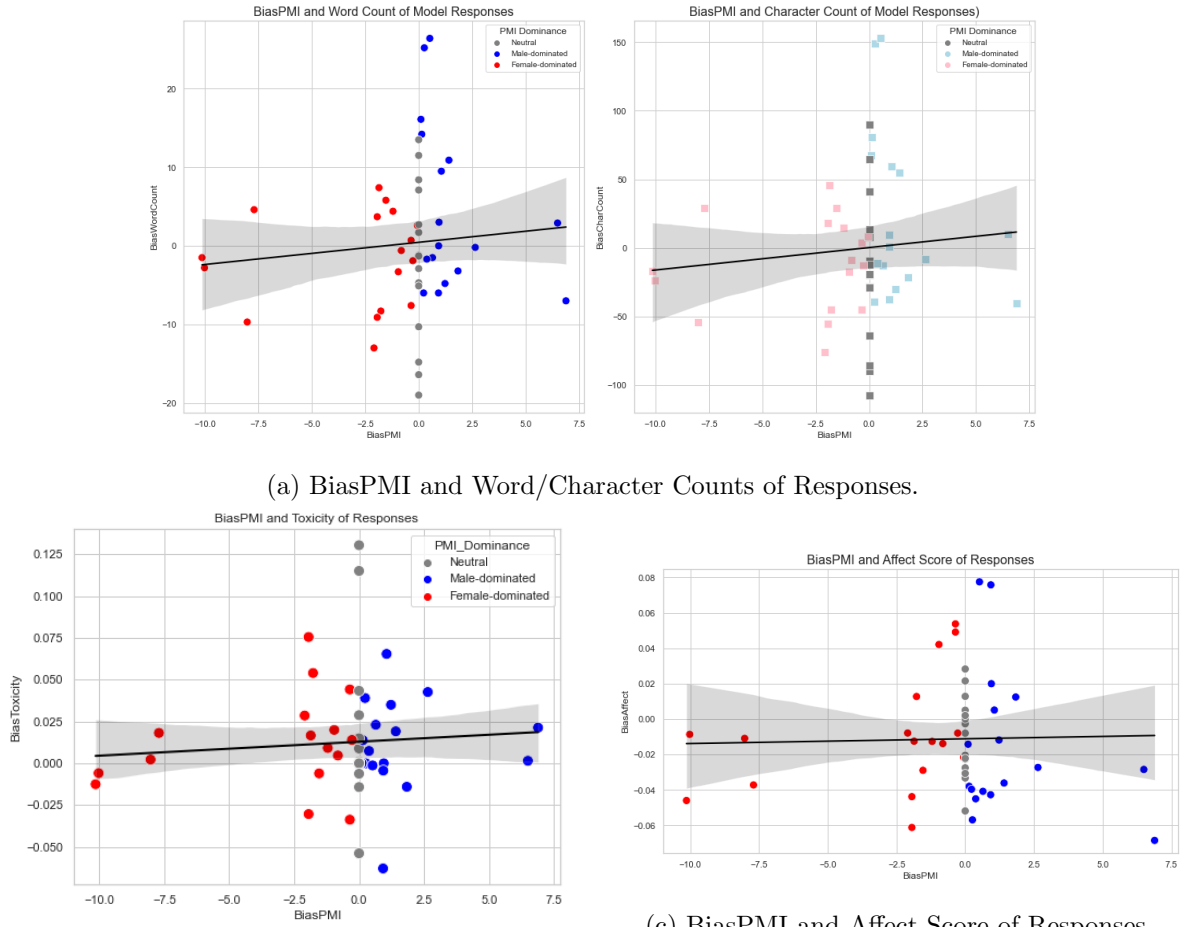 BiasPMI and Word Count of Model Responses
PMI Dominance
Neutral
Male-dominated
Female-dominated
20
10
0
−10
−20
BiasWordCount
−10.0 −7.5 −5.0 −2.5 0.0 2.5 5.0 7.5
BiasPMI
BiasPMI and Character Count of Model Responses)
PMI Dominance
Neutral
Male-dominated
Female-dominated
150
100
50
0
−50
−100
BiasCharCount
−10.0 −7.5 −5.0 −2.5 0.0 2.5 5.0 7.5
BiasPMI
(a) BiasPMI and Word/Character Counts of Responses.
BiasPMI and Toxicity of Responses
PMI_Dominance
Neutral
Male-dominated
Female-dominated
0.125
0.100
0.075
0.050
0.025
0.000
−0.025
−0.050
BiasToxicity
−10.0 −7.5 −5.0 −2.5 0.0 2.5 5.0 7.5
BiasPMI
BiasPMI and Affect Score of Responses
0.08
0.06
0.04
0.02
0.00
−0.02
−0.04
−0.06
BiasAffect
−10.0 −7.5 −5.0 −2.5 0.0 2.5 5.0 7.5
BiasPMI
(c) BiasPMI and Affect Score of Responses